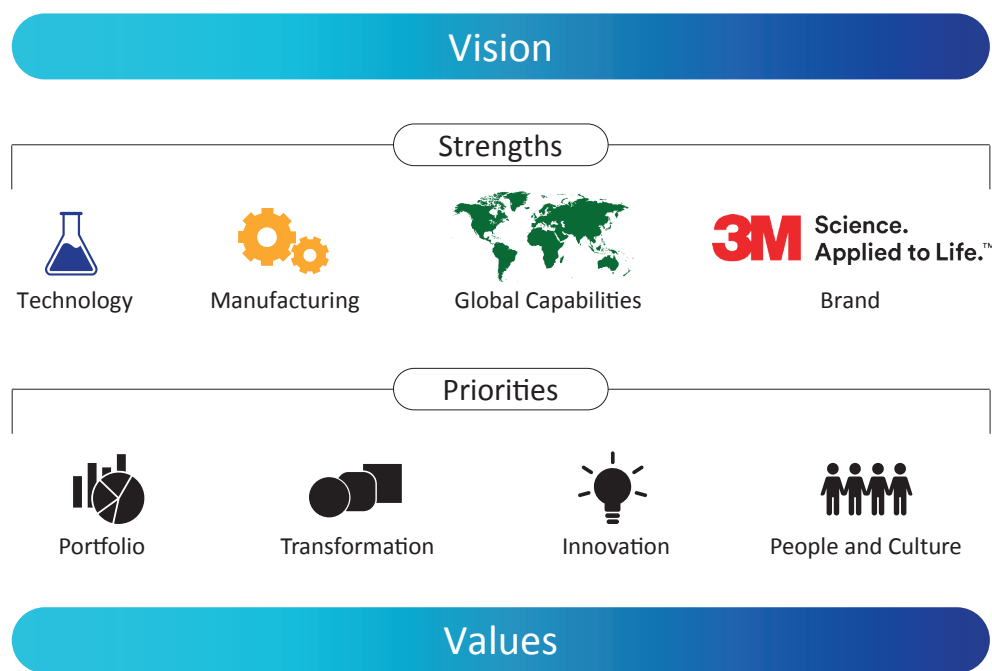 Vision
Strengths
3M Science.
Applied to Life.™
Technology
Manufacturing
Global Capabilities
Brand
Priorities
Portfolio
Transformation
Innovation
People and Culture
Values